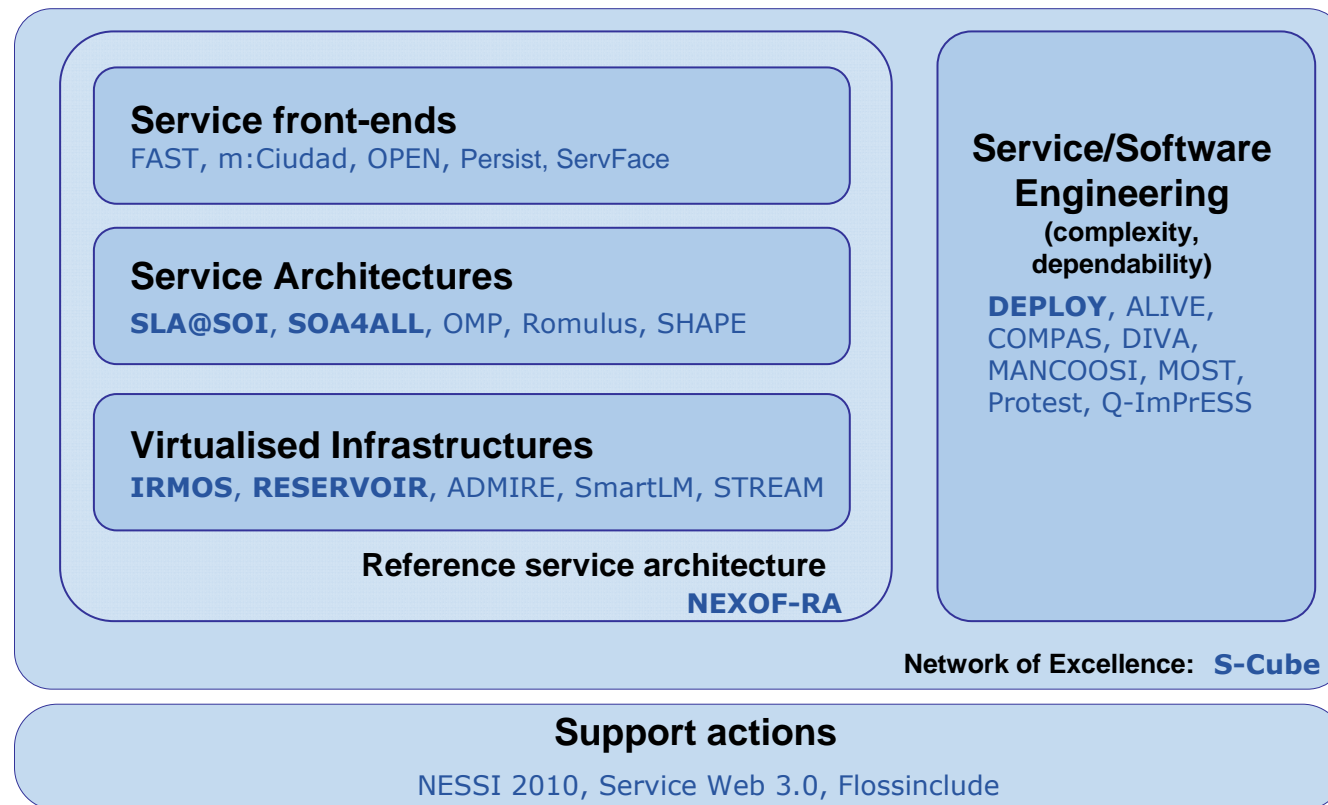 Service front-ends
FAST, m:Ciudad, OPEN, Persist, ServFace
Service Architectures
SLA@SOI, SOA4ALL, OMP, Romulus, SHAPE
Virtualised Infrastructures
IRMOS, RESERVOIR, ADMIRE, SmartLM, STREAM
Reference service architecture
NEXOF-RA
Service/Software
Engineering
(complexity,
dependability)
DEPLOY, ALIVE,
COMPAS, DIVA,
MANCOOSI, MOST,
Protest, Q-ImPrESS
Network of Excellence: S-Cube
Support actions
NESSI 2010, Service Web 3.0, Flossinclude